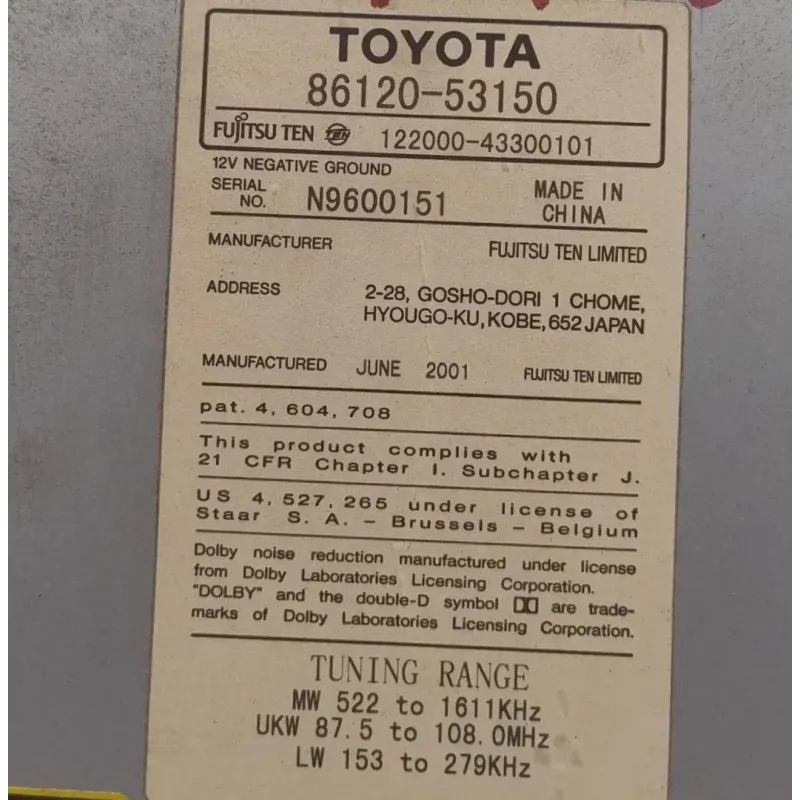 TOYOTA
86120-53150
FUJITSU TEN TEN 122000-43300101
12V NEGATIVE GROUND
SERIAL NO. N9600151 MADE IN CHINA
MANUFACTURER FUJITSU TEN LIMITED
ADDRESS 2-28, GOSHO-DORI 1 CHOME,
HYOUGO-KU, KOBE, 652 JAPAN
MANUFACTURED JUNE 2001 FUJITSU TEN LIMITED
pat. 4, 604, 708
This product complies with
21 CFR Chapter I. Subchapter J.
US 4, 527, 265 under license of
Staar S. A. – Brussels – Belgium
Dolby noise reduction manufactured under license
from Dolby Laboratories Licensing Corporation.
"DOLBY" and the double-D symbol are trade-
marks of Dolby Laboratories Licensing Corporation.
TUNING RANGE
MW 522 to 1611KHz
UKW 87.5 to 108.0MHz
LW 153 to 279KHz